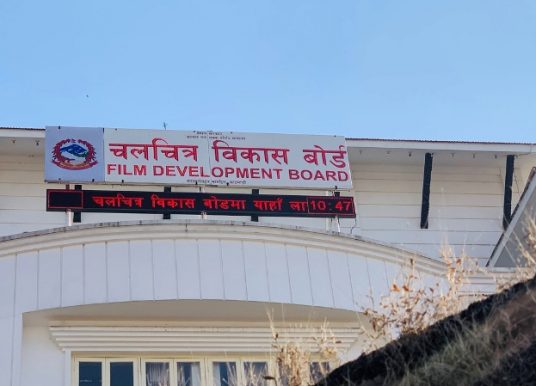 चलचित्र विकास बोर्ड
FILM DEVELOPMENT BOARD
चलचित्र विकास बोर्डमा यहाँ ला 10:47